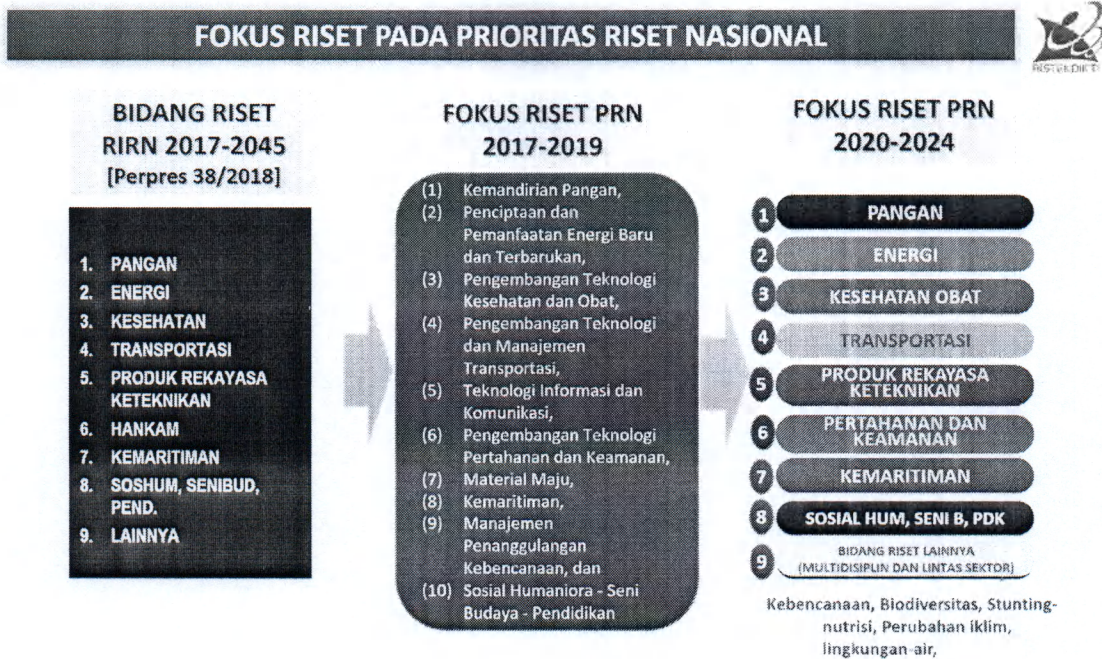 FOKUS RISET PADA PRIORITAS RISET NASIONAL
RISTEKDIKTI
BIDANG RISET
RIRN 2017-2045
[Perpres 38/2018]
1. PANGAN
2. ENERGI
3. KESEHATAN
4. TRANSPORTASI
5. PRODUK REKAYASA
KETEKNIKAN
6. HANKAM
7. KEMARITIMAN
8. SOSHUM, SENIBUD,
PEND.
9. LAINNYA
FOKUS RISET PRN
2017-2019
(1) Kemandirian Pangan,
(2) Penciptaan dan
Pemanfaatan Energi Baru
dan Terbarukan,
(3) Pengembangan Teknologi
Kesehatan dan Obat,
(4) Pengembangan Teknologi
dan Manajemen
Transportasi,
(5) Teknologi Informasi dan
Komunikasi,
(6) Pengembangan Teknologi
Pertahanan dan Keamanan,
(7) Material Maju,
(8) Kemaritiman,
(9) Manajemen
Penanggulangan
Kebencanaan, dan
(10) Sosial Humaniora - Seni
Budaya - Pendidikan
FOKUS RISET PRN
2020-2024
1 PANGAN
2 ENERGI
3 KESEHATAN OBAT
4 TRANSPORTASI
5 PRODUK REKAYASA
KETEKNIKAN
6 PERTAHANAN DAN
KEAMANAN
7 KEMARITIMAN
8 SOSIAL HUM, SENI B, PDK
9 BIDANG RISET LAINNYA
(MULTIDISIPLIN DAN LINTAS SEKTOR)
Kebencanaan, Biodiversitas, Stunting-
nutrisi, Perubahan iklim,
lingkungan-air,